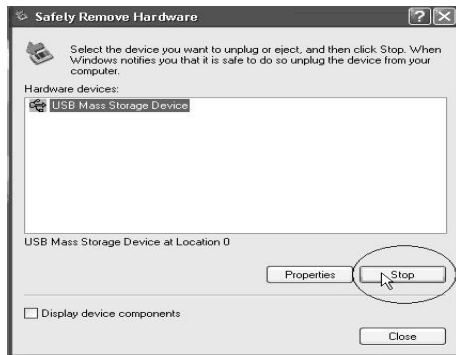 Safely Remove Hardware
Select the device you want to unplug or eject, and then click Stop. When
Windows notifies you that it is safe to do so unplug the device from your
computer.
Hardware devices:
USB Mass Storage Device
USB Mass Storage Device at Location 0
Properties
Stop
Display device components
Close